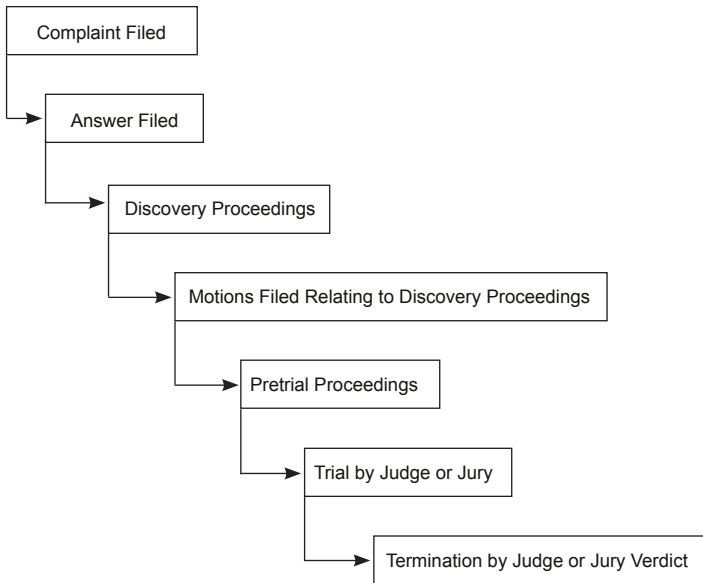 Complaint Filed
Answer Filed
Discovery Proceedings
Motions Filed Relating to Discovery Proceedings
Pretrial Proceedings
Trial by Judge or Jury
Termination by Judge or Jury Verdict